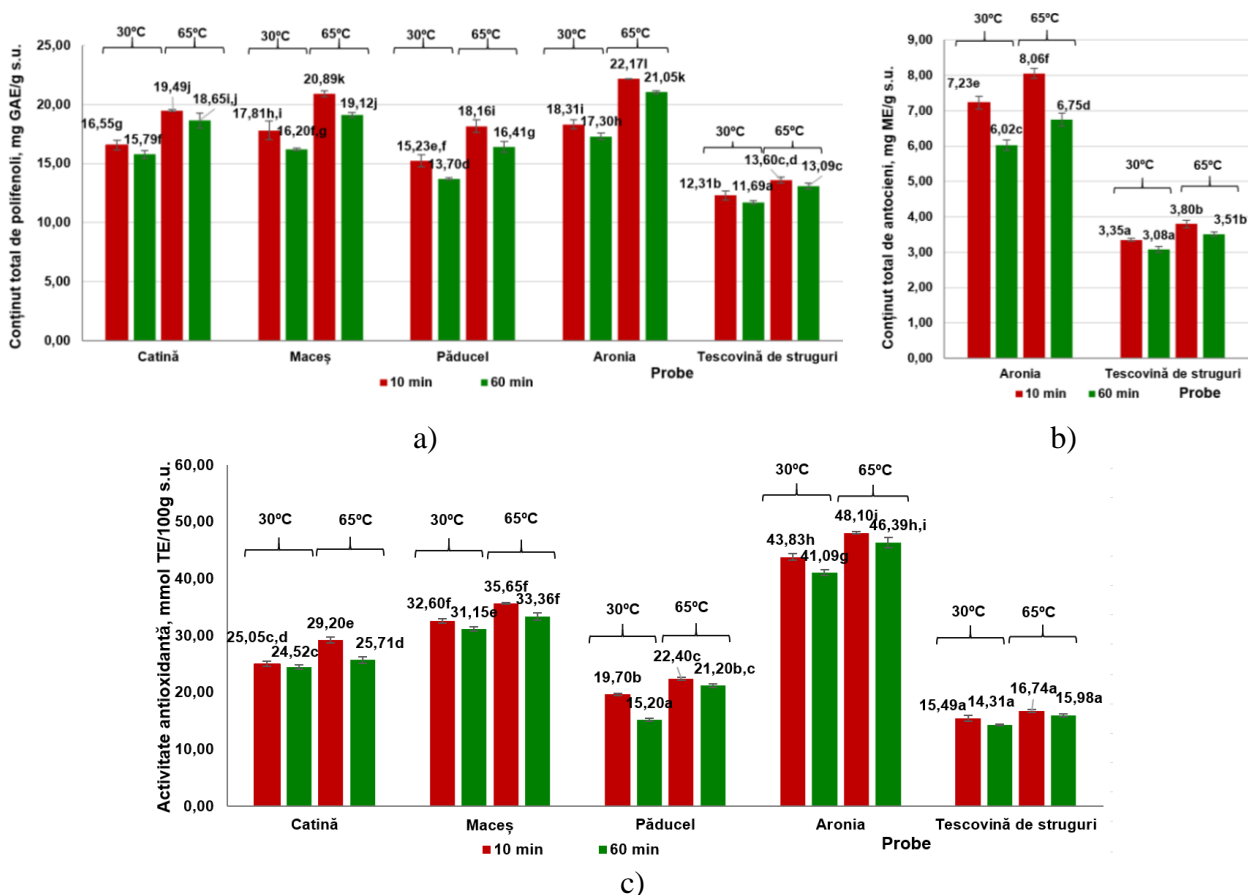 30ºC 65ºC 30ºC 65ºC 30ºC 65ºC 30ºC 65ºC 30ºC 65ºC
Conținut total de polifenoli, mg GAE/g s.u.
25,00
20,00
15,00
10,00
5,00
0,00
16,55g 15,79f 19,49j 18,65i,j
17,81h,i 16,20f,g 20,89k 19,12j
15,23e,f 13,70d 18,16i 16,41g
18,31i 17,30h 22,17l 21,05k
12,31b 11,69a 13,60c,d 13,09c
Catină Maceș Păducel Aronia Tescovină de struguri
Probe
10 min 60 min
a)
30ºC 65ºC 30ºC 65ºC
Conținut total de antocieni, mg ME/g s.u.
9,00
8,00
7,00
6,00
5,00
4,00
3,00
2,00
1,00
0,00
7,23e 6,02c 8,06f 6,75d
3,35a 3,08a 3,80b 3,51b
Aronia Tescovină de struguri
10 min 60 min Probe
b)
30ºC 65ºC 30ºC 65ºC 30ºC 65ºC 30ºC 65ºC 30ºC 65ºC
Activitate antioxidantă, mmol TE/100g s.u.
60,00
50,00
40,00
30,00
20,00
10,00
0,00
25,05c,d 24,52c 29,20e 25,71d
32,60f 31,15e 35,65f 33,36f
19,70b 15,20a 22,40c 21,20b,c
43,83h 41,09g 48,10i 46,39h,i
15,49a 14,31a 16,74a 15,98a
Catină Maceș Păducel Aronia Tescovină de struguri
Probe
10 min 60 min
c)